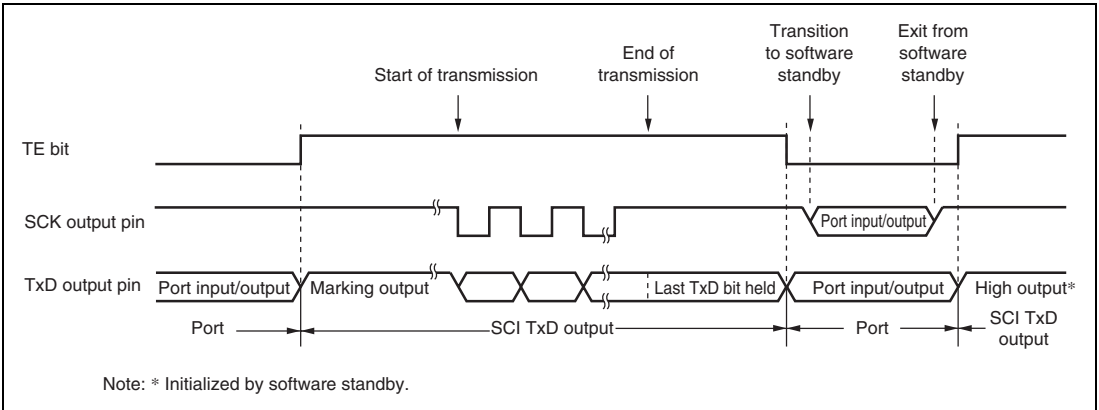 Start of transmission
End of
transmission
Transition
to software
standby
Exit from
software
standby
TE bit
SCK output pin
Port input/output
TxD output pin
Port input/output
Marking output
Last TxD bit held
Port input/output
High output*
Port
SCI TxD output
Port
SCI TxD
output
Note: * Initialized by software standby.